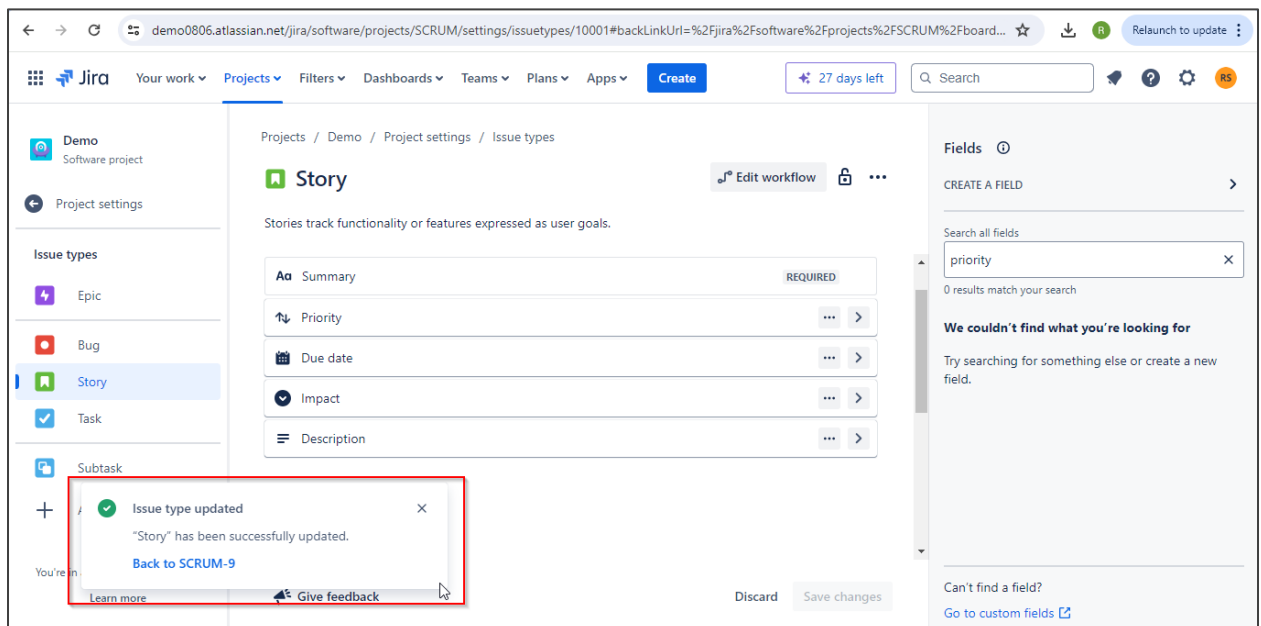 demo0806.atlassian.net/jira/software/projects/SCRUM/settings/issuetypes/10001#backLinkUrl=%2Fjira%2Fsoftware%2Fprojects%2FSCRUM%2Fboard...
R
Relaunch to update
Jira
Your work
Projects
Filters
Dashboards
Teams
Plans
Apps
Create
27 days left
Search
RS
Demo
Software project
Project settings
Issue types
Epic
Bug
Story
Task
Subtask
You're in
Learn more
Projects / Demo / Project settings / Issue types
Story
Edit workflow
Stories track functionality or features expressed as user goals.
Aa Summary
REQUIRED
Priority
Due date
Impact
Description
Issue type updated
"Story" has been successfully updated.
Back to SCRUM-9
Give feedback
Discard
Save changes
Fields
CREATE A FIELD
Search all fields
priority
0 results match your search
We couldn't find what you're looking for
Try searching for something else or create a new
field.
Can't find a field?
Go to custom fields